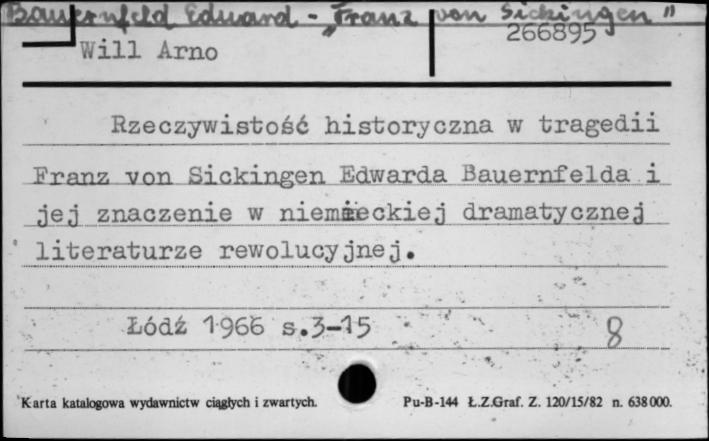 Bauernfeld Eduard - „Franz von Sickingen"
266895
Will Arno
Rzeczywistość historyczna w tragedii
Franz von Sickingen Edwarda Bauernfelda i
jej znaczenie w niemieckiej dramatycznej
literaturze rewolucyjnej.
Łódź 1966 s.3-15
8
Karta katalogowa wydawnictw ciągłych i zwartych.
Pu-B-144 Ł.Z.Graf. Z. 120/15/82 n. 638000.